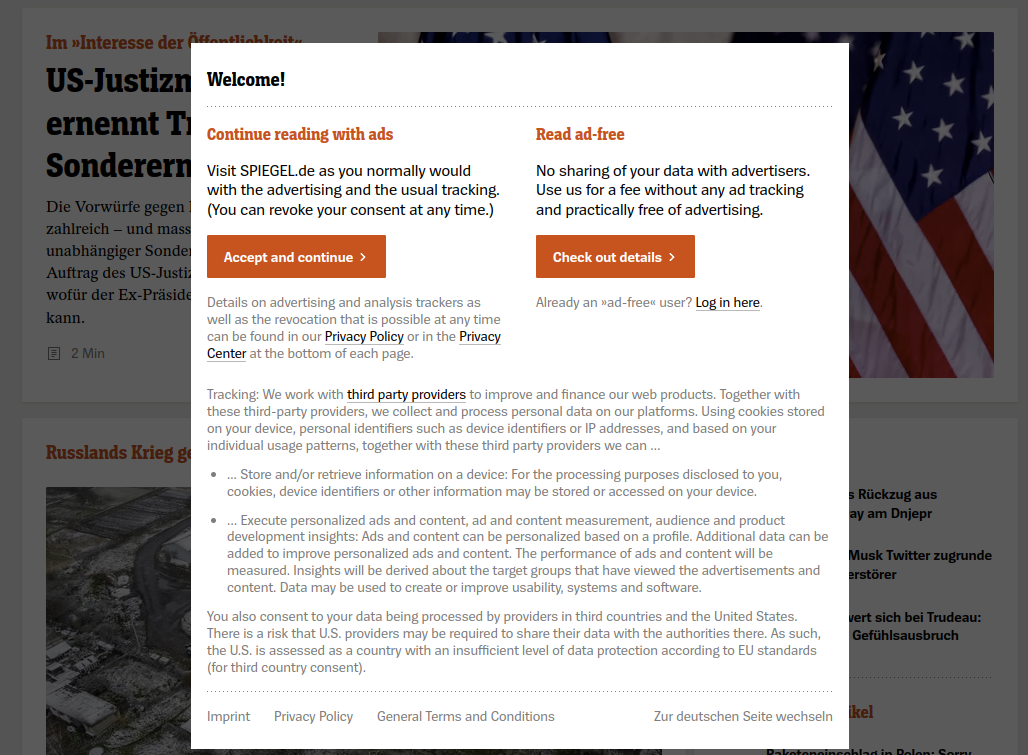 Im »Interesse der Öffentlichkeit«
US-Justizm
ernennt Tr
Sonderern
Die Vorwürfe gegen
zahlreich – und mass
unabhängiger Sonder
Auftrag des US-Justiz
wofür der Ex-Präside
kann.
2 Min
Welcome!
Continue reading with ads
Visit SPIEGEL.de as you normally would
with the advertising and the usual tracking.
(You can revoke your consent at any time.)
Accept and continue >
Details on advertising and analysis trackers as
well as the revocation that is possible at any time
can be found in our Privacy Policy or in the Privacy
Center at the bottom of each page.
Read ad-free
No sharing of your data with advertisers.
Use us for a fee without any ad tracking
and practically free of advertising.
Check out details >
Already an »ad-free« user? Log in here.
Tracking: We work with third party providers to improve and finance our web products. Together with
these third-party providers, we collect and process personal data on our platforms. Using cookies stored
on your device, personal identifiers such as device identifiers or IP addresses, and based on your
individual usage patterns, together with these third party providers we can ...
• ... Store and/or retrieve information on a device: For the processing purposes disclosed to you,
cookies, device identifiers or other information may be stored or accessed on your device.
• ... Execute personalized ads and content, ad and content measurement, audience and product
development insights: Ads and content can be personalized based on a profile. Additional data can be
added to improve personalized ads and content. The performance of ads and content will be
measured. Insights will be derived about the target groups that have viewed the advertisements and
content. Data may be used to create or improve usability, systems and software.
You also consent to your data being processed by providers in third countries and the United States.
There is a risk that U.S. providers may be required to share their data with the authorities there. As such,
the U.S. is assessed as a country with an insufficient level of data protection according to EU standards
(for third country consent).
Imprint Privacy Policy General Terms and Conditions Zur deutschen Seite wechseln
Russlands Krieg ge
s Rückzug aus
ay am Dnjepr
Musk Twitter zugrunde
erstörer
wert sich bei Trudeau:
Gefühlsausbruch
ikel
Raketeneinschlag in Polen: Sorry